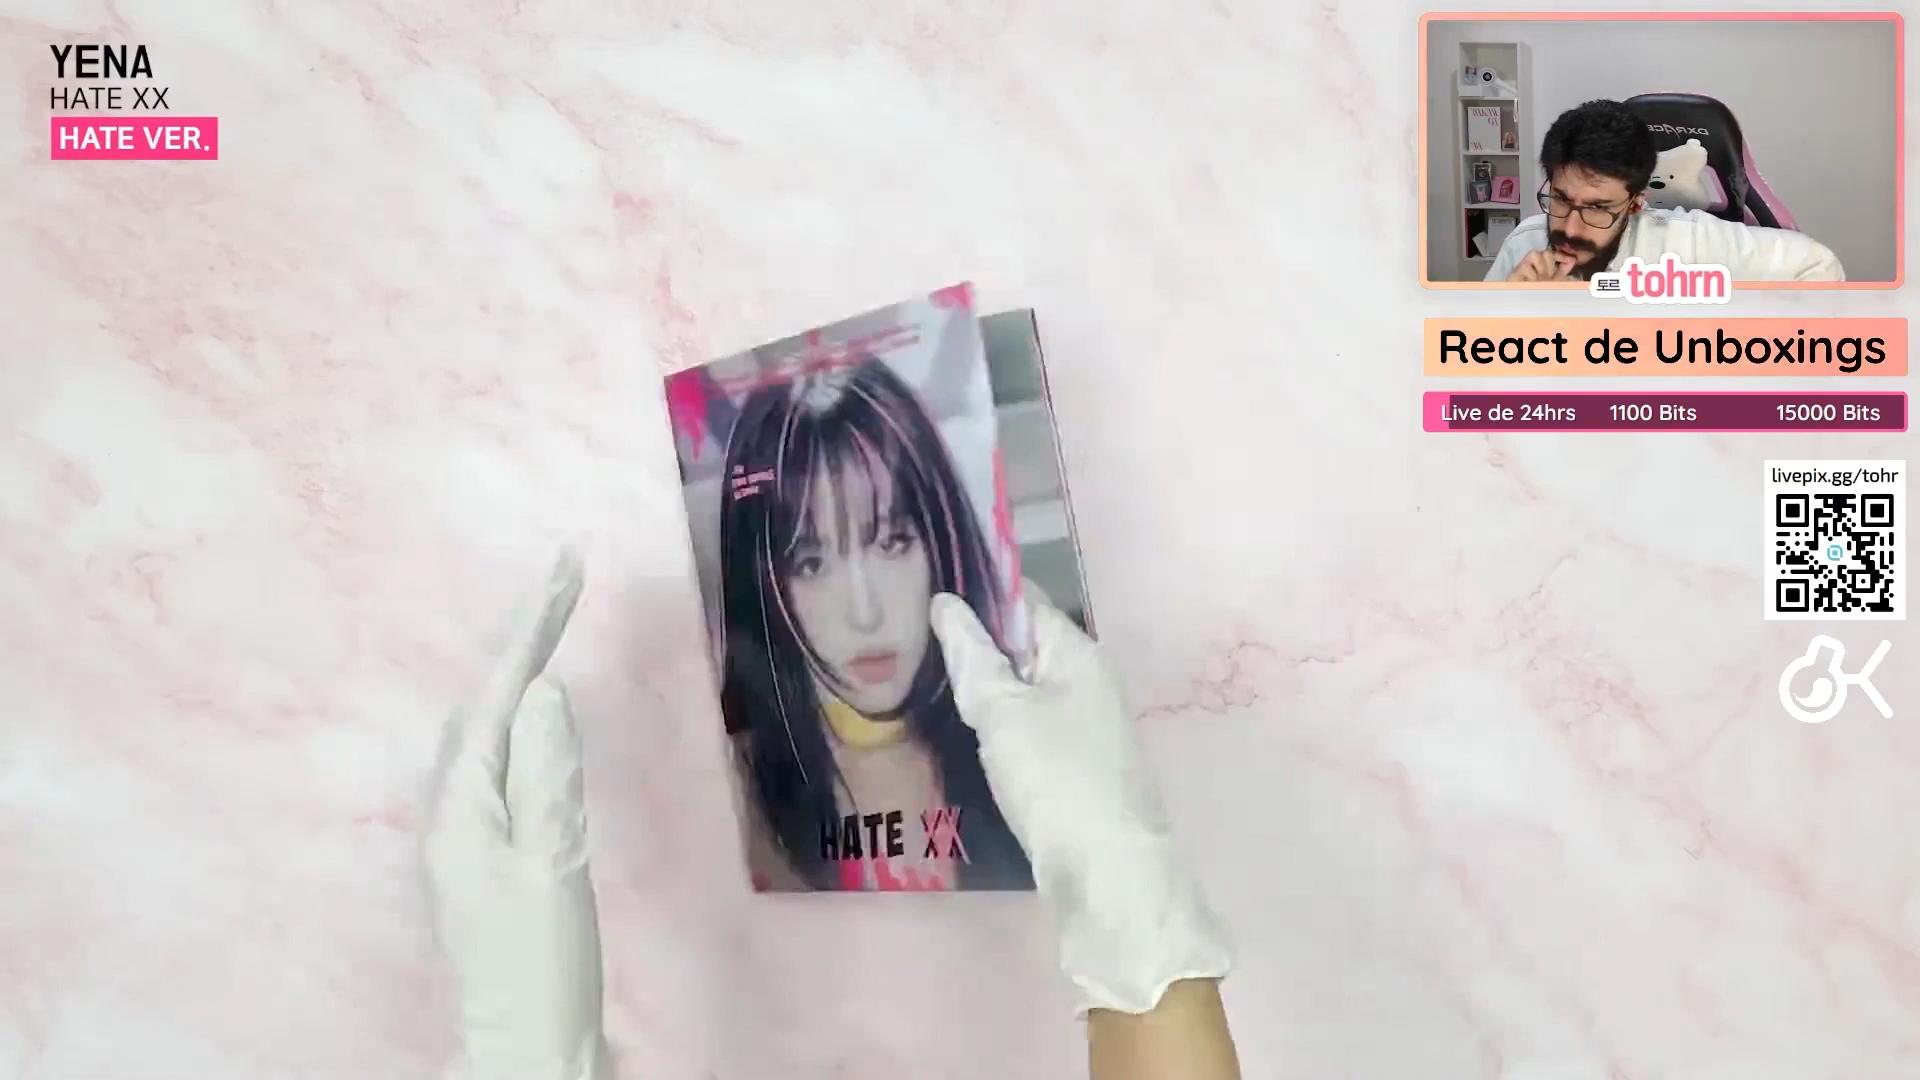 YENA
HATE XX
HATE VER.
HATE XX
토르 tohrn
React de Unboxings
Live de 24hrs 1100 Bits 15000 Bits
livepix.gg/tohr